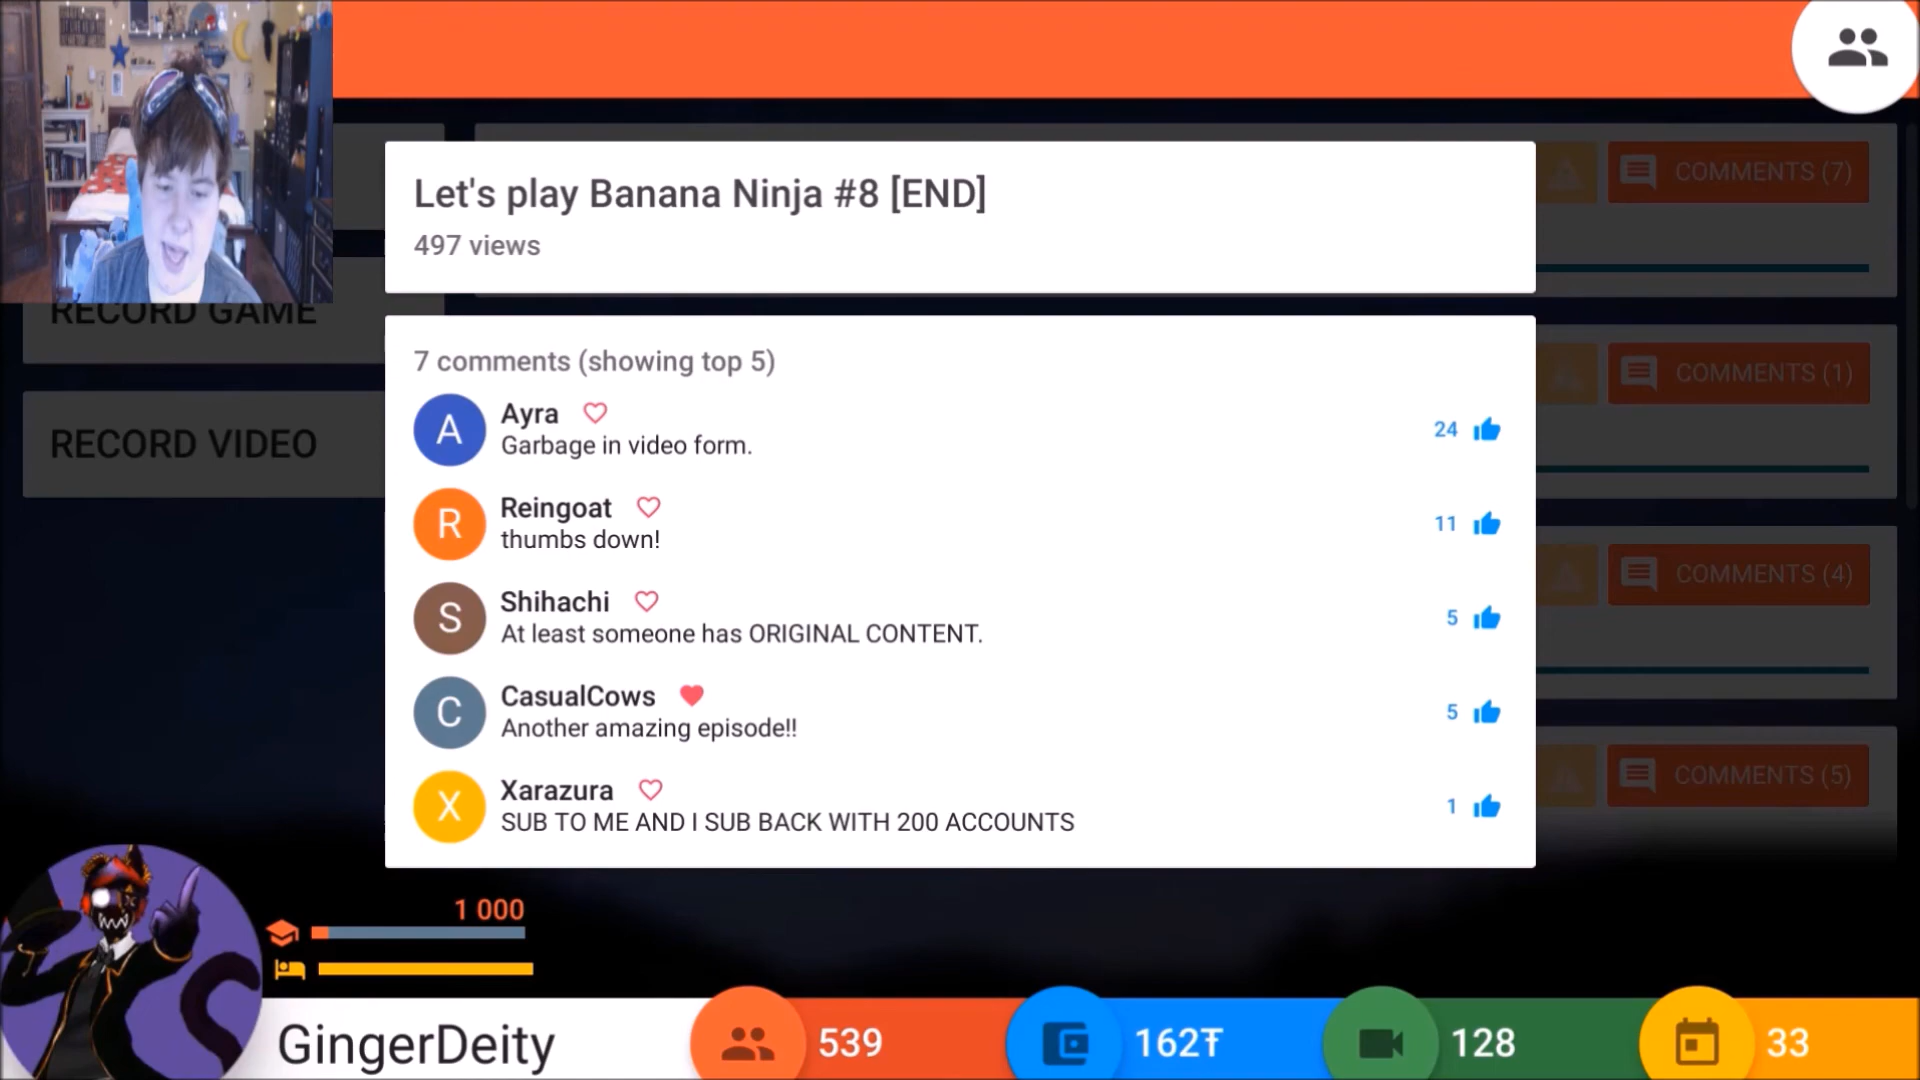 Let's play Banana Ninja #8 [END]
497 views
COMMENTS (7)
RECORD GAME
RECORD VIDEO
7 comments (showing top 5)
A
Ayra
Garbage in video form.
24
R
Reingoat
thumbs down!
11
S
Shihachi
At least someone has ORIGINAL CONTENT.
5
C
CasualCows
Another amazing episode!!
5
X
Xarazura
SUB TO ME AND I SUB BACK WITH 200 ACCOUNTS
1
COMMENTS (1)
COMMENTS (4)
COMMENTS (5)
1 000
GingerDeity
539
162Ŧ
128
33